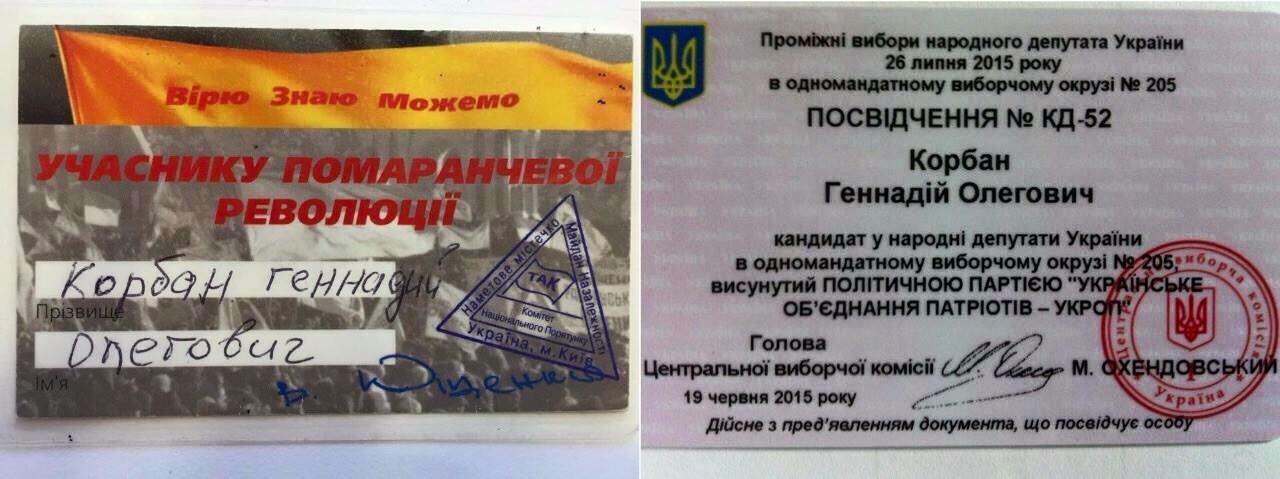 Вірю Знаю Можемо
УЧАСНИКУ ПОМАРАНЧЕВОЇ
РЕВОЛЮЦІЇ
Корбан Геннадий
Прізвище
Олегович
Ім'я
В. Ющенко
Наметове містечко
Майдан Незалежності
Україна, м. Київ
ТАК
Комітет
Національного Порятунку
Проміжні вибори народного депутата України
26 липня 2015 року
в одномандатному виборчому окрузі № 205
ПОСВІДЧЕННЯ № КД-52
Корбан
Геннадій Олегович
кандидат у народні депутати України
в одномандатному виборчому окрузі № 205,
висунутий ПОЛІТИЧНОЮ ПАРТІЄЮ "УКРАЇНСЬКЕ
ОБ'ЄДНАННЯ ПАТРІОТІВ – УКРОП"
Голова
Центральної виборчої комісії М. ОХЕНДОВСЬКИЙ
19 червня 2015 року
Дійсне з пред'явленням документа, що посвідчує особу
Центральна виборча комісія
Україна